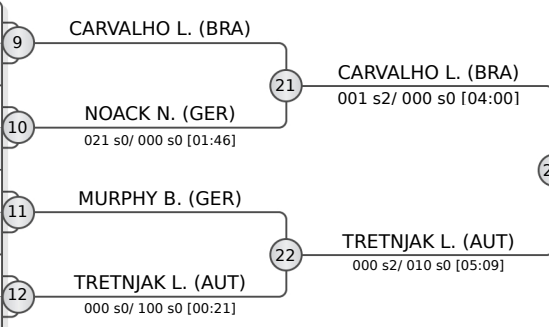 9
CARVALHO L. (BRA)
21
CARVALHO L. (BRA)
001 s2/ 000 s0 [04:00]
10
NOACK N. (GER)
021 s0/ 000 s0 [01:46]
11
MURPHY B. (GER)
22
TRETNJAK L. (AUT)
000 s2/ 010 s0 [05:09]
12
TRETNJAK L. (AUT)
000 s0/ 100 s0 [00:21]